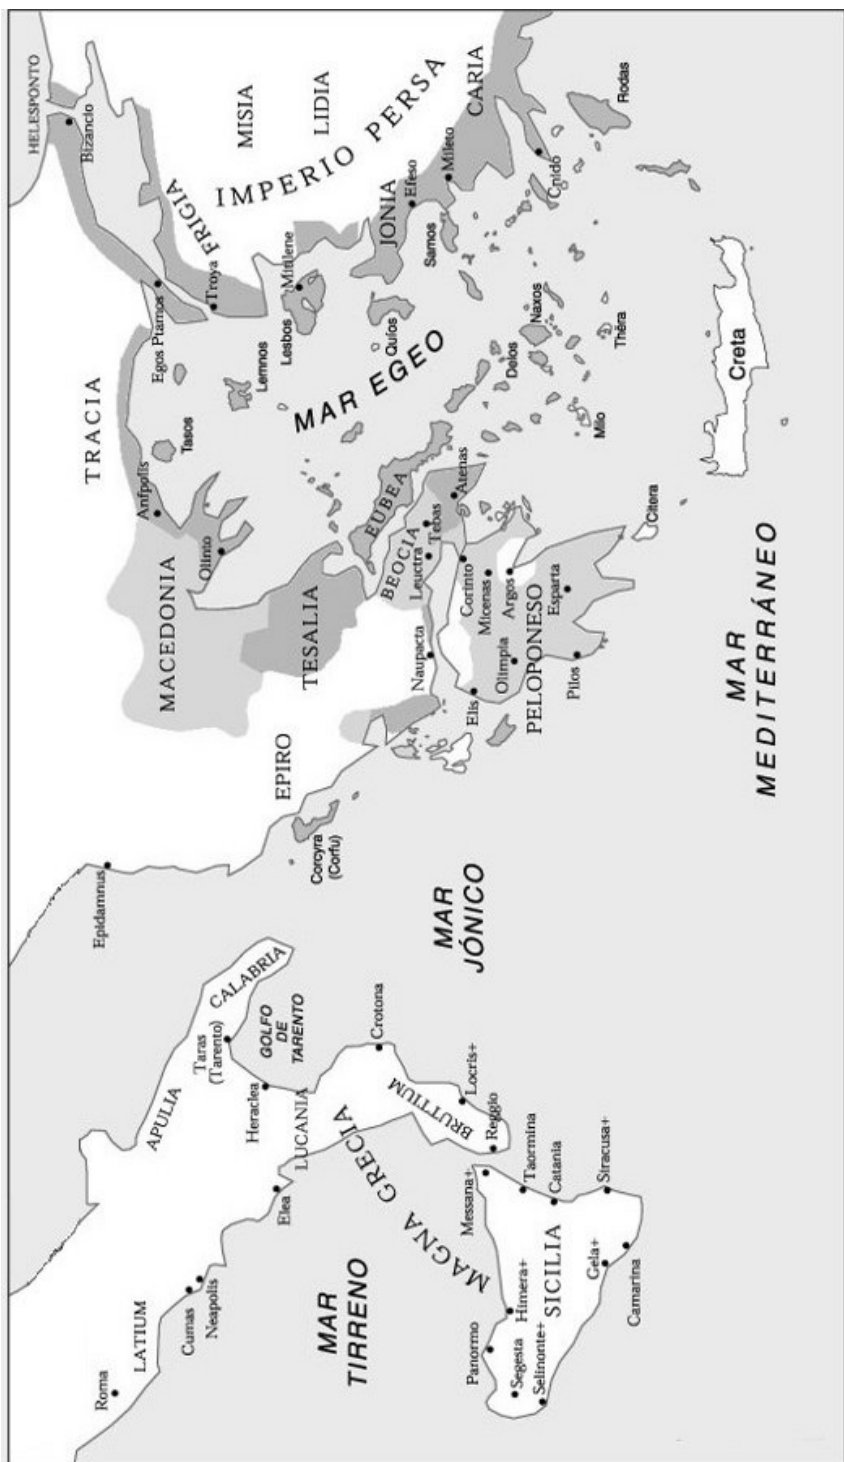 Roma
LATIUM
Cumas
Neapolis
APULIA
Taras
(Tarento)
CALABRIA
Heraclea
GOLFO
DE
TARENTO
LUCANIA
Elea
Crotona
BRUTTIUM
Locris+
Reggio
MAGNA GRECIA
MAR
TIRRENO
Panormo
Segesta
Selinonte+
Himera+
SICILIA
Messana+
Taormina
Catania
Siracusa+
Gela+
Camarina
Epidamnus
EPIRO
Corcyra
(Corfu)
MAR
JÓNICO
MACEDONIA
TESALIA
Olinto
Anfpolis
TRACIA
Tasos
Egos Ptamos
Lemnos
HELESPONTO
Bizancio
FRIGIA
Troya
MISIA
LIDIA
IMPERIO PERSA
Mitilene
Lesbos
MAR EGEO
Quíos
JONIA
Efeso
Mileto
Samos
CARIA
Cnido
Rodas
EUBEA
BEOCIA
Leuctra
Tebas
Atenas
Naupacta
Corinto
Micenas
Argos
Elis
Olimpia
PELOPONESO
Esparta
Pilos
Citera
Delos
Naxos
Milo
Thêra
Creta
MAR
MEDITERRÁNEO